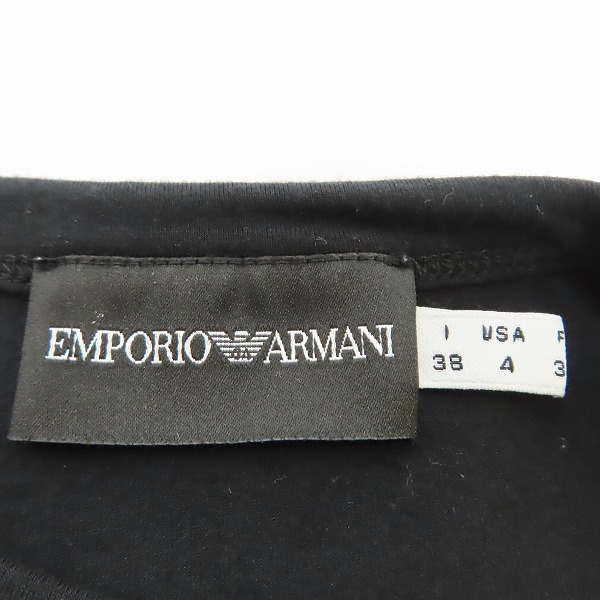 EMPORIO ARMANI
I USA F
38 4 3